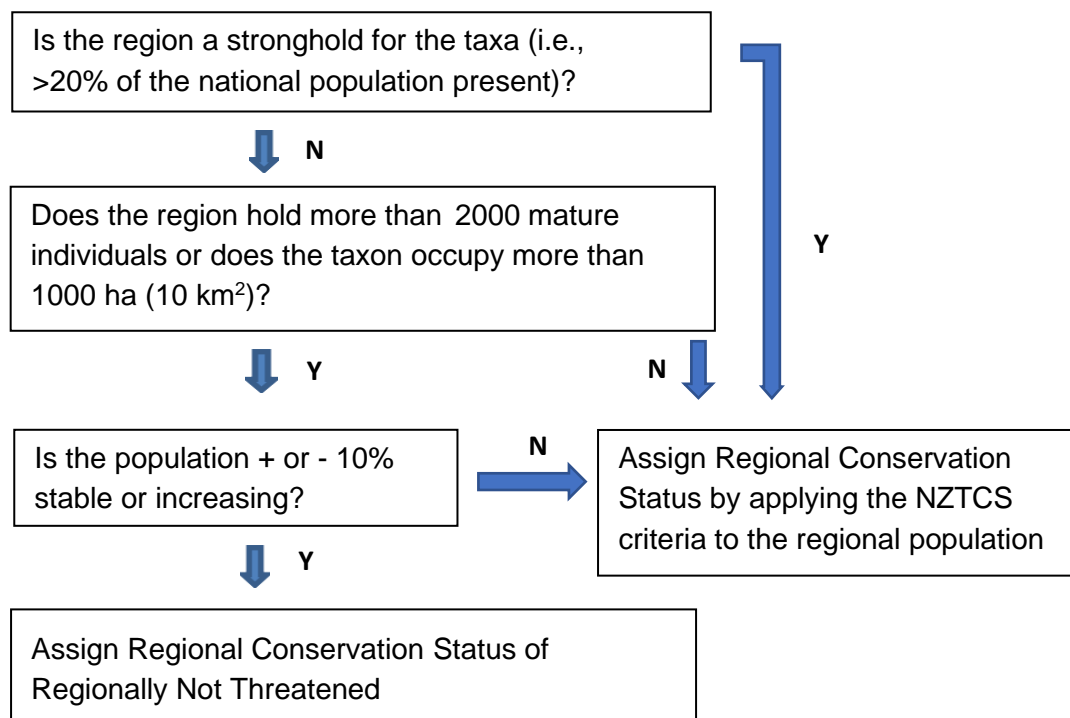 Is the region a stronghold for the taxa (i.e.,
>20% of the national population present)?
N
Does the region hold more than 2000 mature
individuals or does the taxon occupy more than
1000 ha (10 km²)?
Y
Y
N
Is the population + or - 10%
stable or increasing?
N
Assign Regional Conservation
Status by applying the NZTCS
criteria to the regional population
Y
Assign Regional Conservation Status of
Regionally Not Threatened